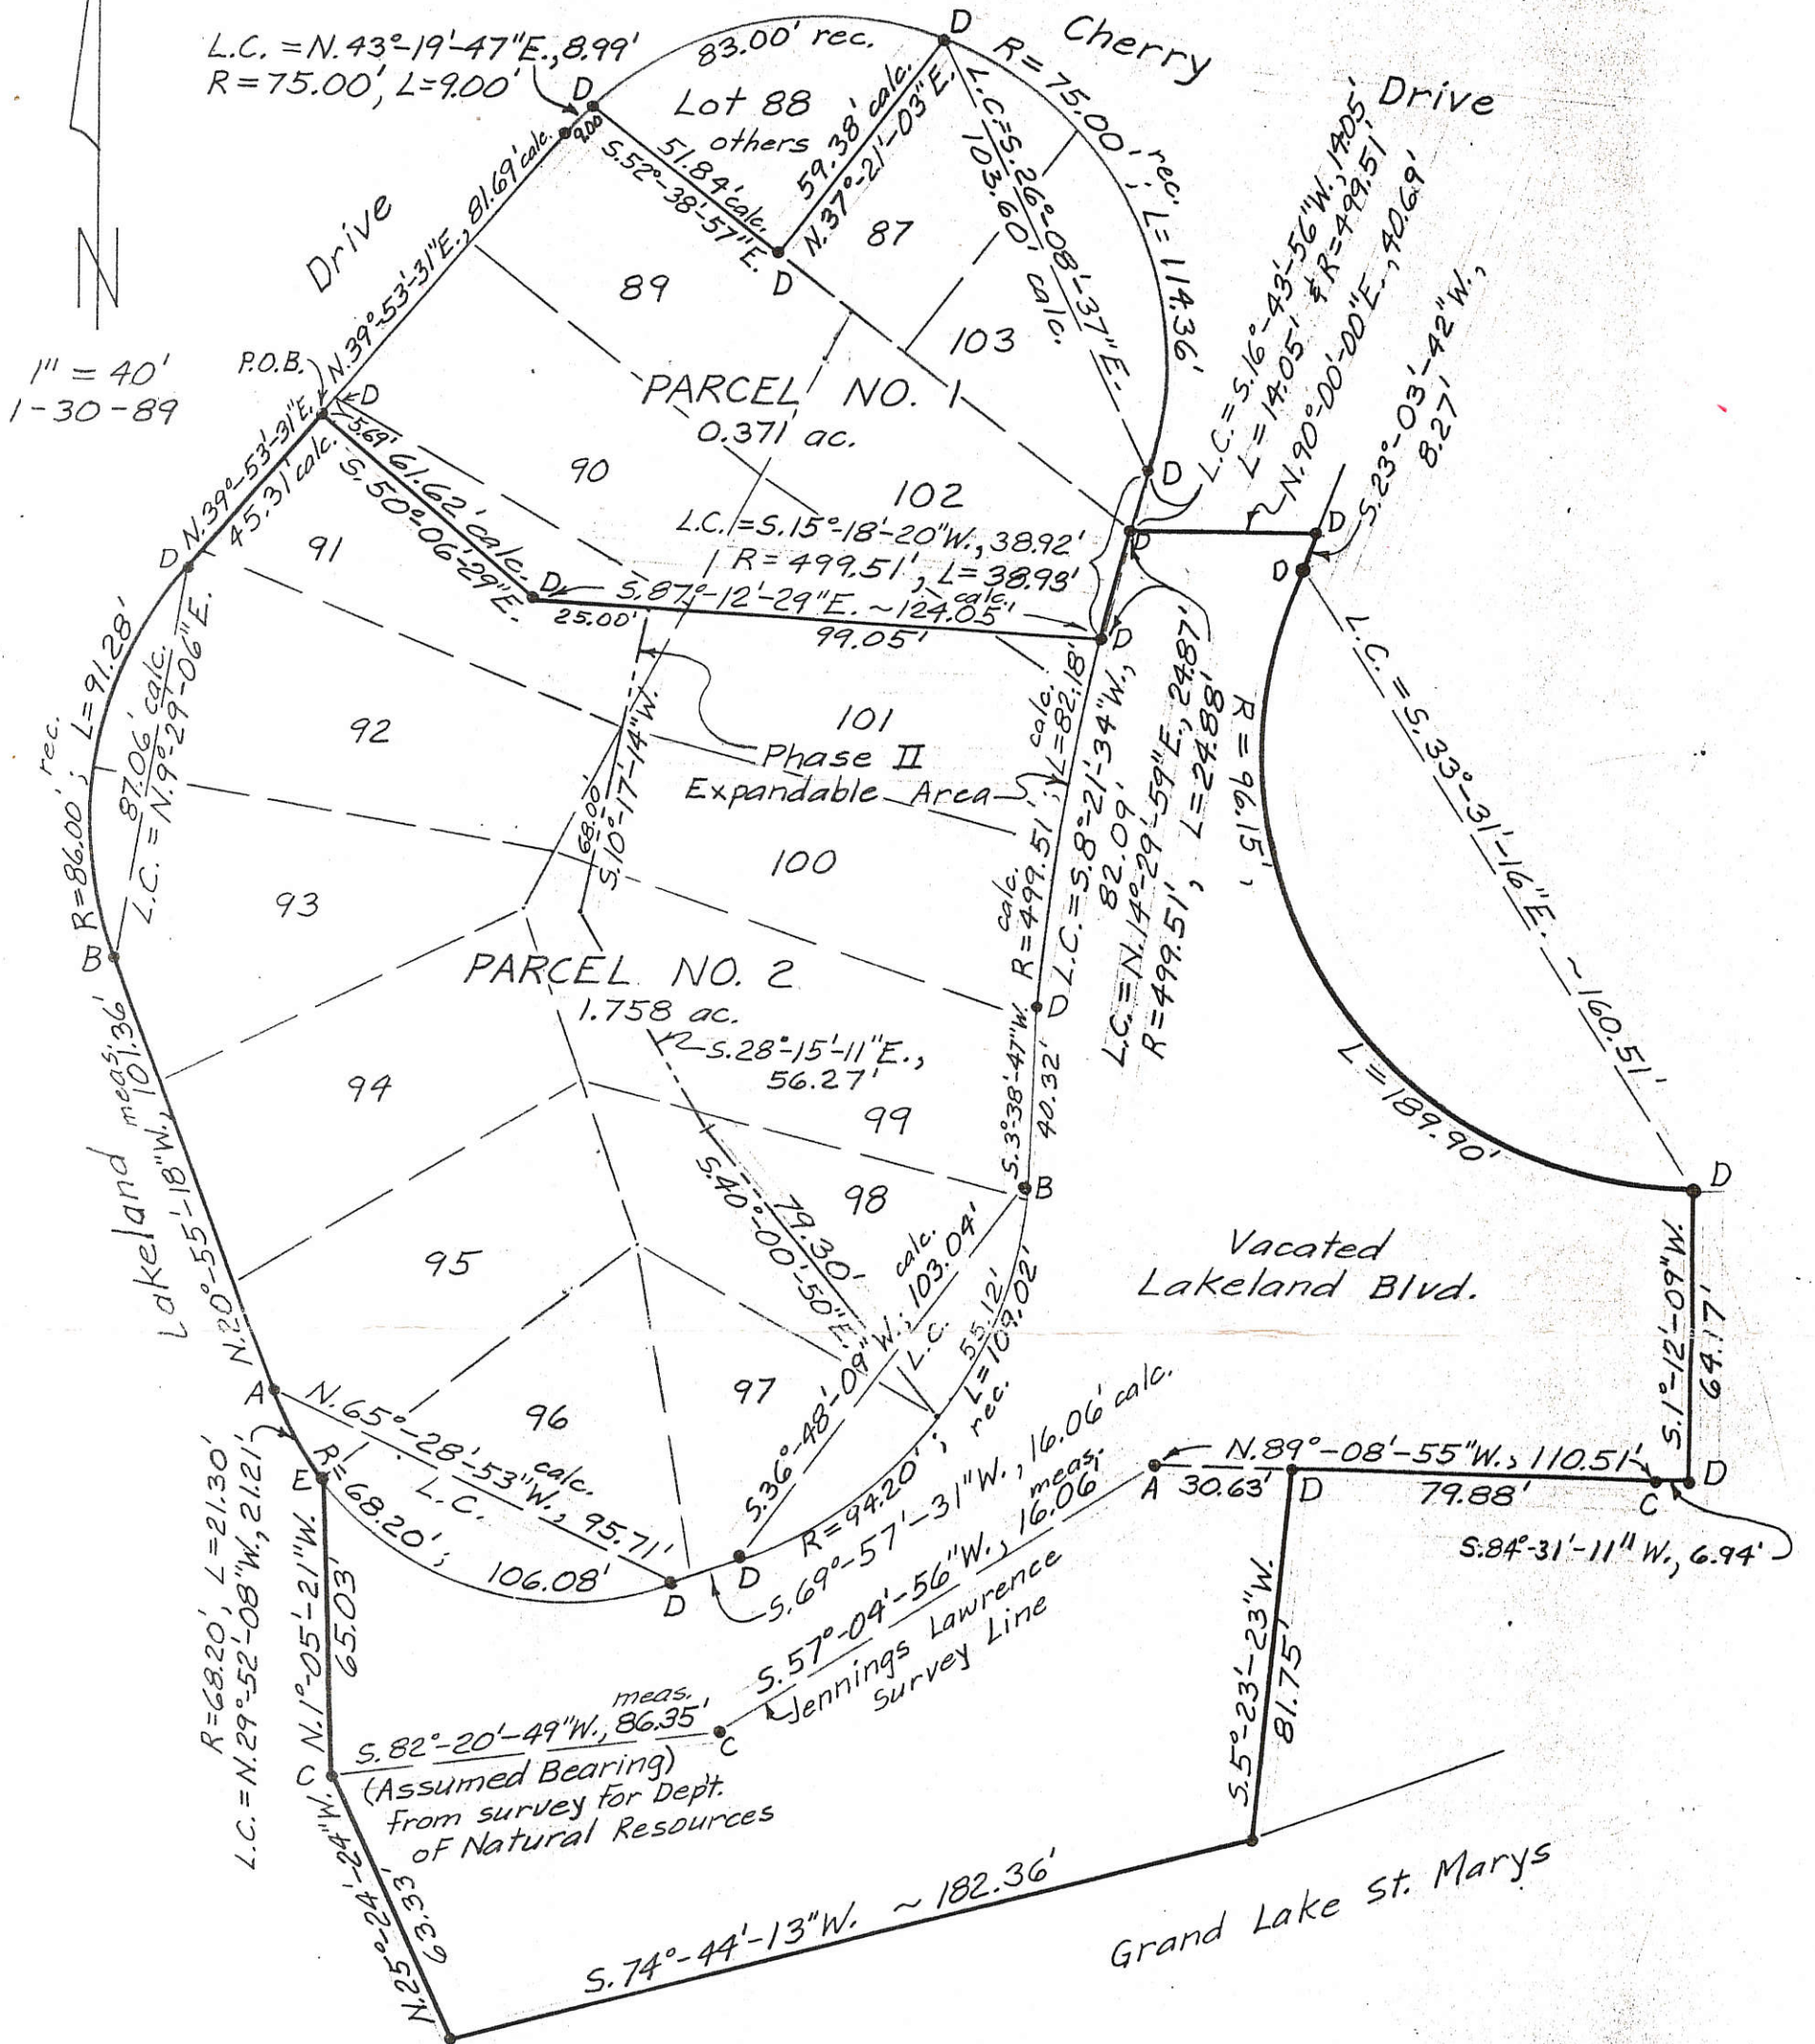 L.C. = N.43°-19'-47"E., 8.99'
R = 75.00', L=9.00'
D
83.00' rec.
D
Cherry
Drive
R = 75.00' rec.; L = 114.36'
Lot 88
others
9.00
51.84' calc.
S.52°-38'-57"E.
59.38' calc.
N.37°-21'-03"E.
D
L.C.=S.26°-08'-37"E.
103.60' calc.
87
89
103
Drive
N.39°-53'-31"E., 81.69' calc.
N
1" = 40'
1-30-89
P.O.B.
D
PARCEL NO. 1
0.371 ac.
L.C. = S.16°-43'-56"W., 14.05'
L = 14.05' & R=499.51'
N.90°-00'-00"E., 40.69'
S.23°-03'-42"W.,
8.27'
D
D
D
D
N.39°-53'-31"E.
45.31' calc.
D
5.69'
61.62' calc.
S.50°-06'-29"E.
D
90
102
91
L.C. = S.15°-18'-20"W., 38.92'
R = 499.51', L=38.93'
calc.
S.87°-12'-29"E. ~ 124.05'
25.00'
99.05'
D
R=86.00' rec.; L=91.28'
87.06' calc.
L.C. = N.9°-29'-06"E.
92
101
Phase II
Expandable Area
68.00'
S.10°-17'-14"W.
calc. calc.
R=499.51'; L=82.18'
L.C.=S.8°-21'-34"W.,
82.09'
L.C.=N.14°-29'-59"E., 24.87'
R=499.51', L=24.88'
R = 96.15',
L.C. = S.33°-31'-16"E. ~ 160.51'
L=189.90'
D
93
100
B
PARCEL NO. 2
1.758 ac.
S.28°-15'-11"E.,
56.27'
D
S.3°-38'-47"W.
40.32'
B
94
99
98
Lakeland
meas.
N.20°-55'-18"W., 101.36'
79.30'
S.40°-00'-50"E.
calc.
S.36°-48'-09"W.; 103.04'
L.C.
55.12'
R=94.20'; L=109.02'
rec.
95
97
96
Vacated
Lakeland Blvd.
S.1°-12'-09"W.
64.17'
A
N.65°-28'-53"W., 95.71'
calc.
L.C.
E
R=68.20';
106.08'
D
D
S.69°-57'-31"W., 16.06' calc.
A
N.89°-08'-55"W., 110.51'
30.63'
D
79.88'
C
D
S.84°-31'-11" W., 6.94'
R=68.20', L=21.30'
L.C. = N.29°-52'-08"W., 21.21'
N.1°-05'-21"W.
65.03'
meas.
S.57°-04'-56"W., 16.06
Jennings Lawrence
Survey Line
S.5°-23'-23"W.
81.75'
C
meas.
S.82°-20'-49"W., 86.35'
C
(Assumed Bearing)
from survey for Dept.
of Natural Resources
N.25°-24'-24"W.
63.33'
S.74°-44'-13"W. ~ 182.36'
Grand Lake St. Marys